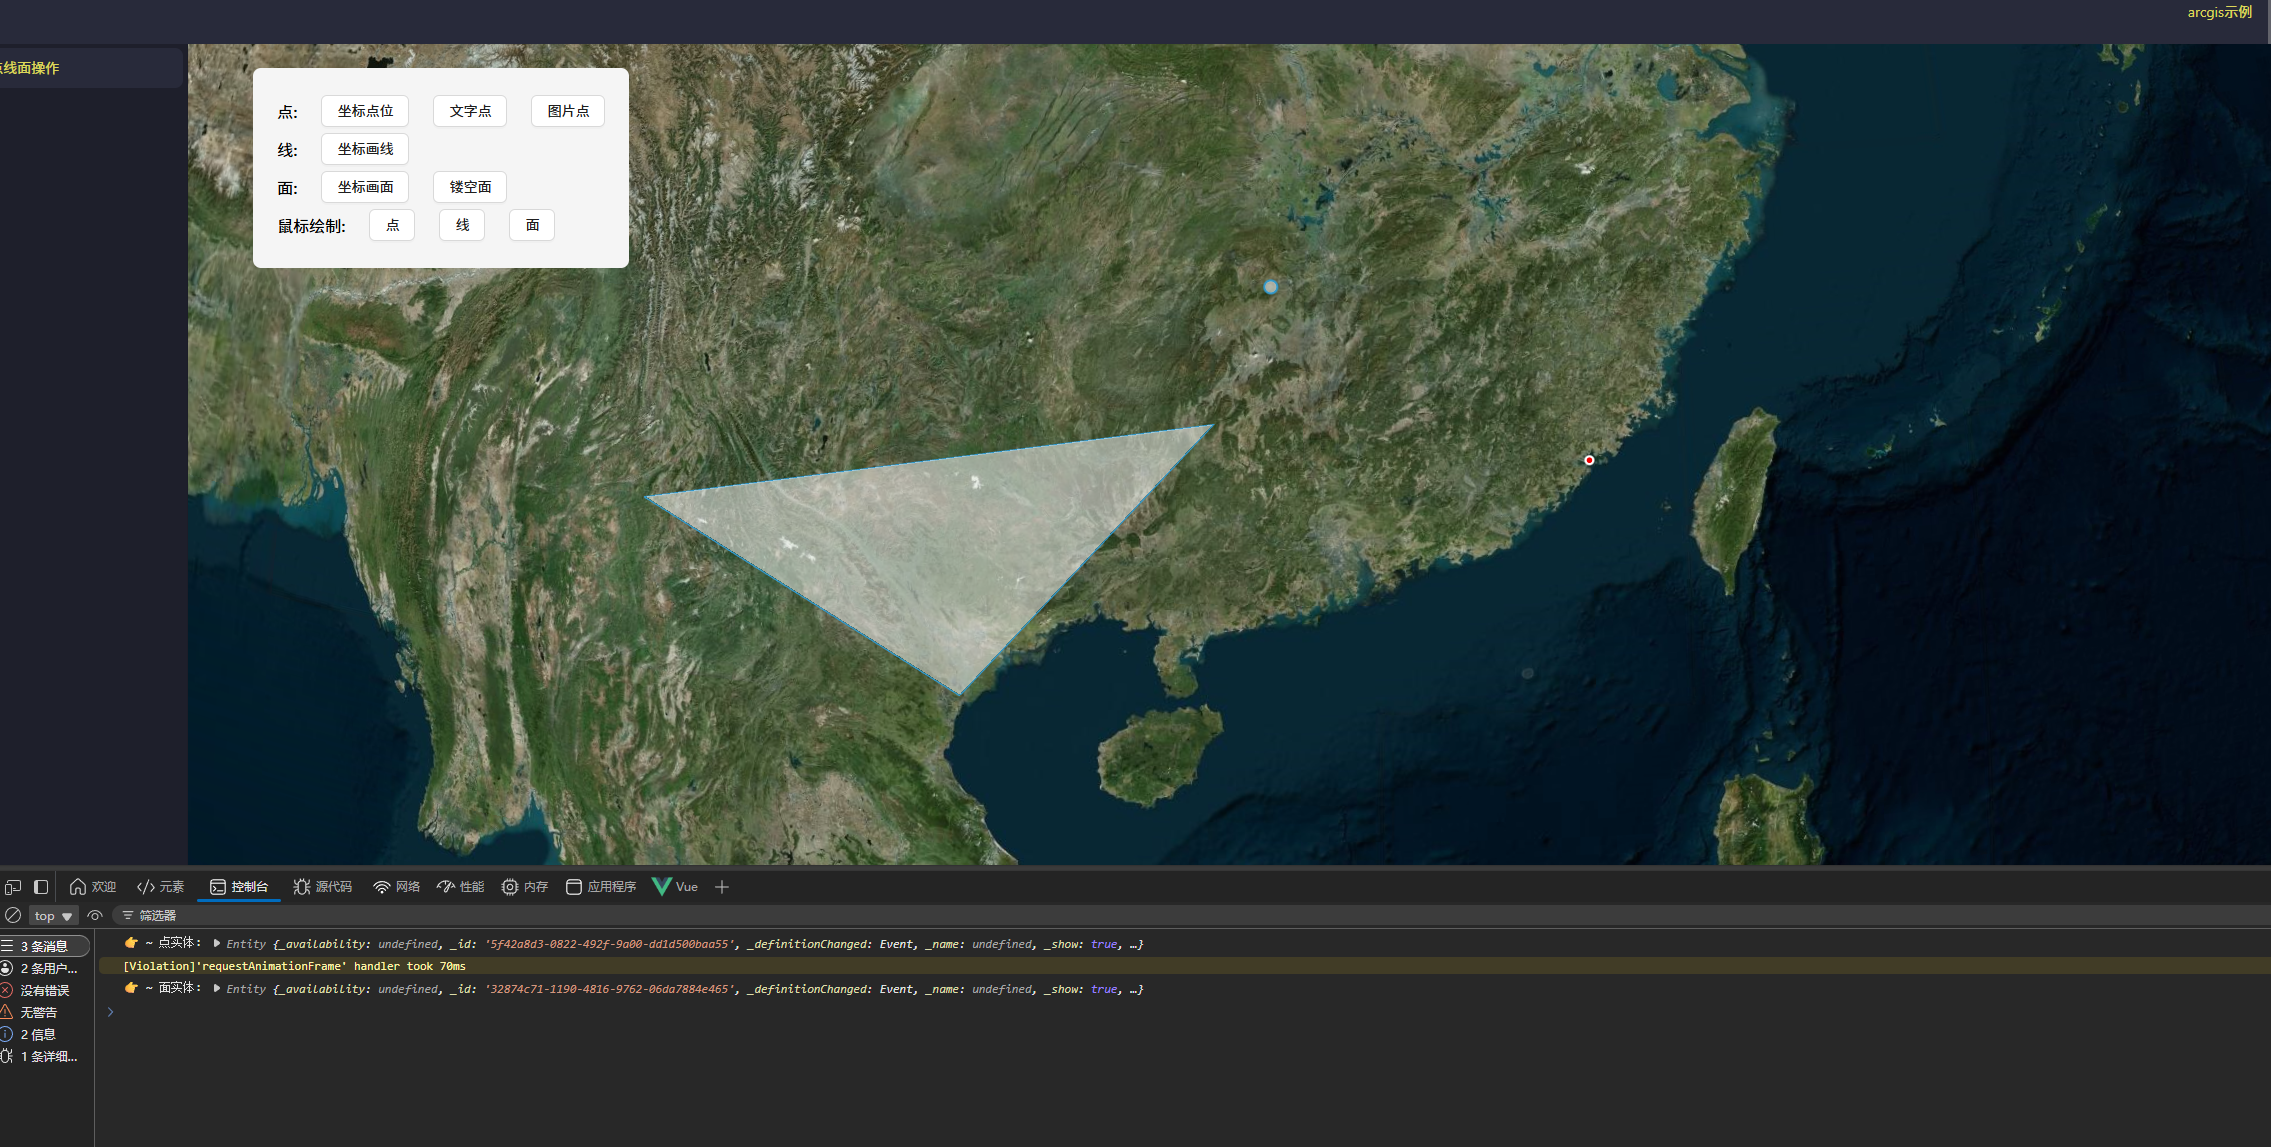 arcgis示例
点线面操作
点: 坐标点位 文字点 图片点
线: 坐标画线
面: 坐标画面 镂空面
鼠标绘制: 点 线 面
欢迎 元素 控制台 源代码 网络 性能 内存 应用程序 Vue
top 筛选器
3 条消息
2 条用户...
没有错误
无警告
2 信息
1 条详细...
👉 ~ 点实体: ▶ Entity {_availability: undefined, _id: '5f42a8d3-0822-492f-9a00-dd1d500baa55', _definitionChanged: Event, _name: undefined, _show: true, …}
[Violation]'requestAnimationFrame' handler took 70ms
👉 ~ 面实体: ▶ Entity {_availability: undefined, _id: '32874c71-1190-4816-9762-06da7884e465', _definitionChanged: Event, _name: undefined, _show: true, …}